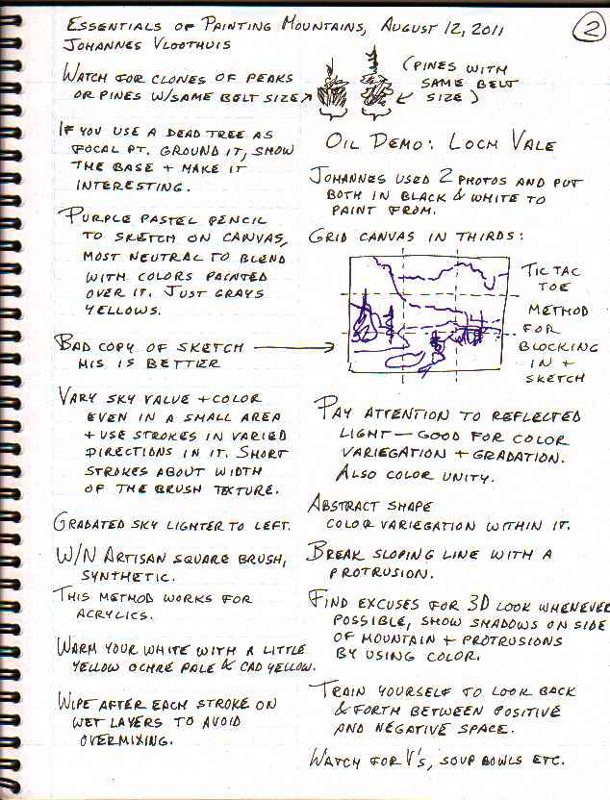 Essentials of Painting Mountains, August 12, 2011
Johannes Vloothuis
2
Watch for clones of peaks
or pines w/same belt size →
(Pines with
same belt
size)
If you use a dead tree as
focal pt. ground it, show
the base + make it
interesting.
Purple pastel pencil
to sketch on canvas,
most neutral to blend
with colors painted
over it. Just grays
yellows.
Bad copy of sketch
his is better
Vary sky value + color
even in a small area
+ use strokes in varied
directions in it. Short
strokes about width
of the brush texture.
Gradated sky lighter to left.
W/N Artisan square brush,
synthetic.
This method works for
acrylics.
Warm your white with a little
yellow ochre pale & cad yellow.
Wipe after each stroke on
wet layers to avoid
overmixing.
Oil Demo: Loch Vale
Johannes used 2 photos and put
both in black & white to
paint from.
Grid canvas in thirds:
Tic tac
toe
method
for
blocking
in +
sketch
Pay attention to reflected
light — good for color
variegation + gradation.
Also color unity.
Abstract shape
color variegation within it.
Break sloping line with a
protrusion.
Find excuses for 3D look whenever
possible, show shadows on side
of mountain + protrusions
by using color.
Train yourself to look back
& forth between positive
and negative space.
Watch for V's, soup bowls etc.